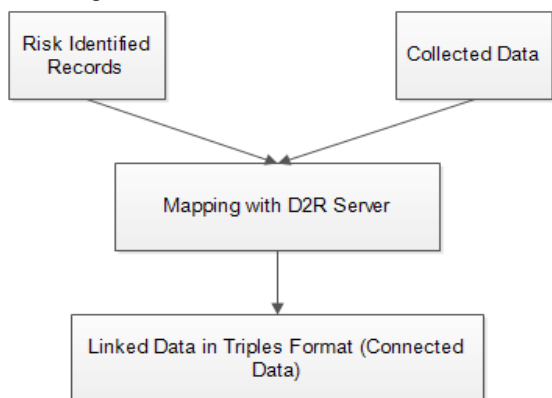 Risk Identified
Records
Collected Data
Mapping with D2R Server
Linked Data in Triples Format (Connected
Data)